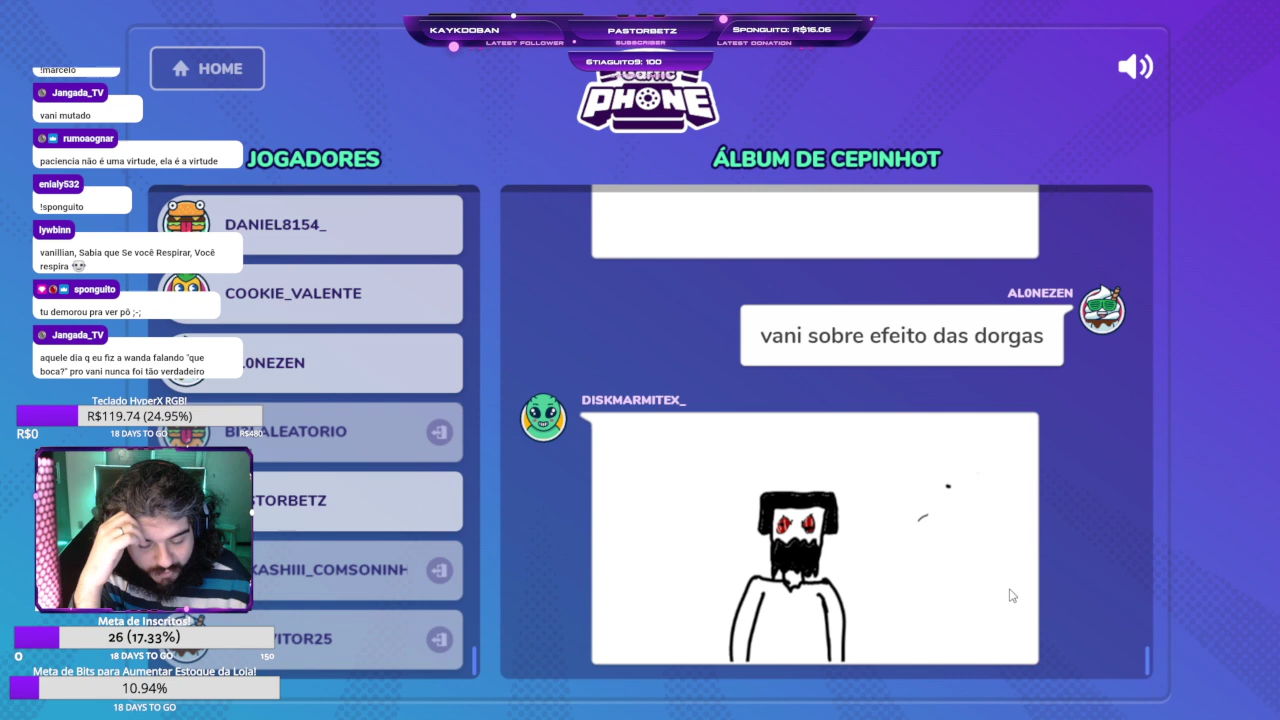 KAYKDOBAN
LATEST FOLLOWER
PASTORBETZ
SUBSCRIBER
SPONGUITO: R$16.06
LATEST DONATION
6TIAGUITO9: 100
HOME
PHONE
!marcelo
Jangada_TV
vani mutado
rumoaognar
paciencia não é uma virtude, ela é a virtude
enialy532
!sponguito
lywbinn
vanillian, Sabia que Se você Respirar, Você
respira
sponguito
tu demorou pra ver pô ;-;
Jangada_TV
aquele dia q eu fiz a wanda falando "que
boca?" pro vani nunca foi tão verdadeiro
Teclado HyperX RGB!
R$119.74 (24.95%)
R$0
18 DAYS TO GO
R$480
Meta de Inscritos!
26 (17.33%)
0
18 DAYS TO GO
150
Meta de Bits para Aumentar Estoque da Loja!
10.94%
18 DAYS TO GO
JOGADORES
DANIEL8154_
COOKIE_VALENTE
L0NEZEN
ALEATORIO
STORBETZ
KASHIII_COMSONINH
VITOR25
ÁLBUM DE CEPINHOT
AL0NEZEN
vani sobre efeito das dorgas
DISKMARMITEX_